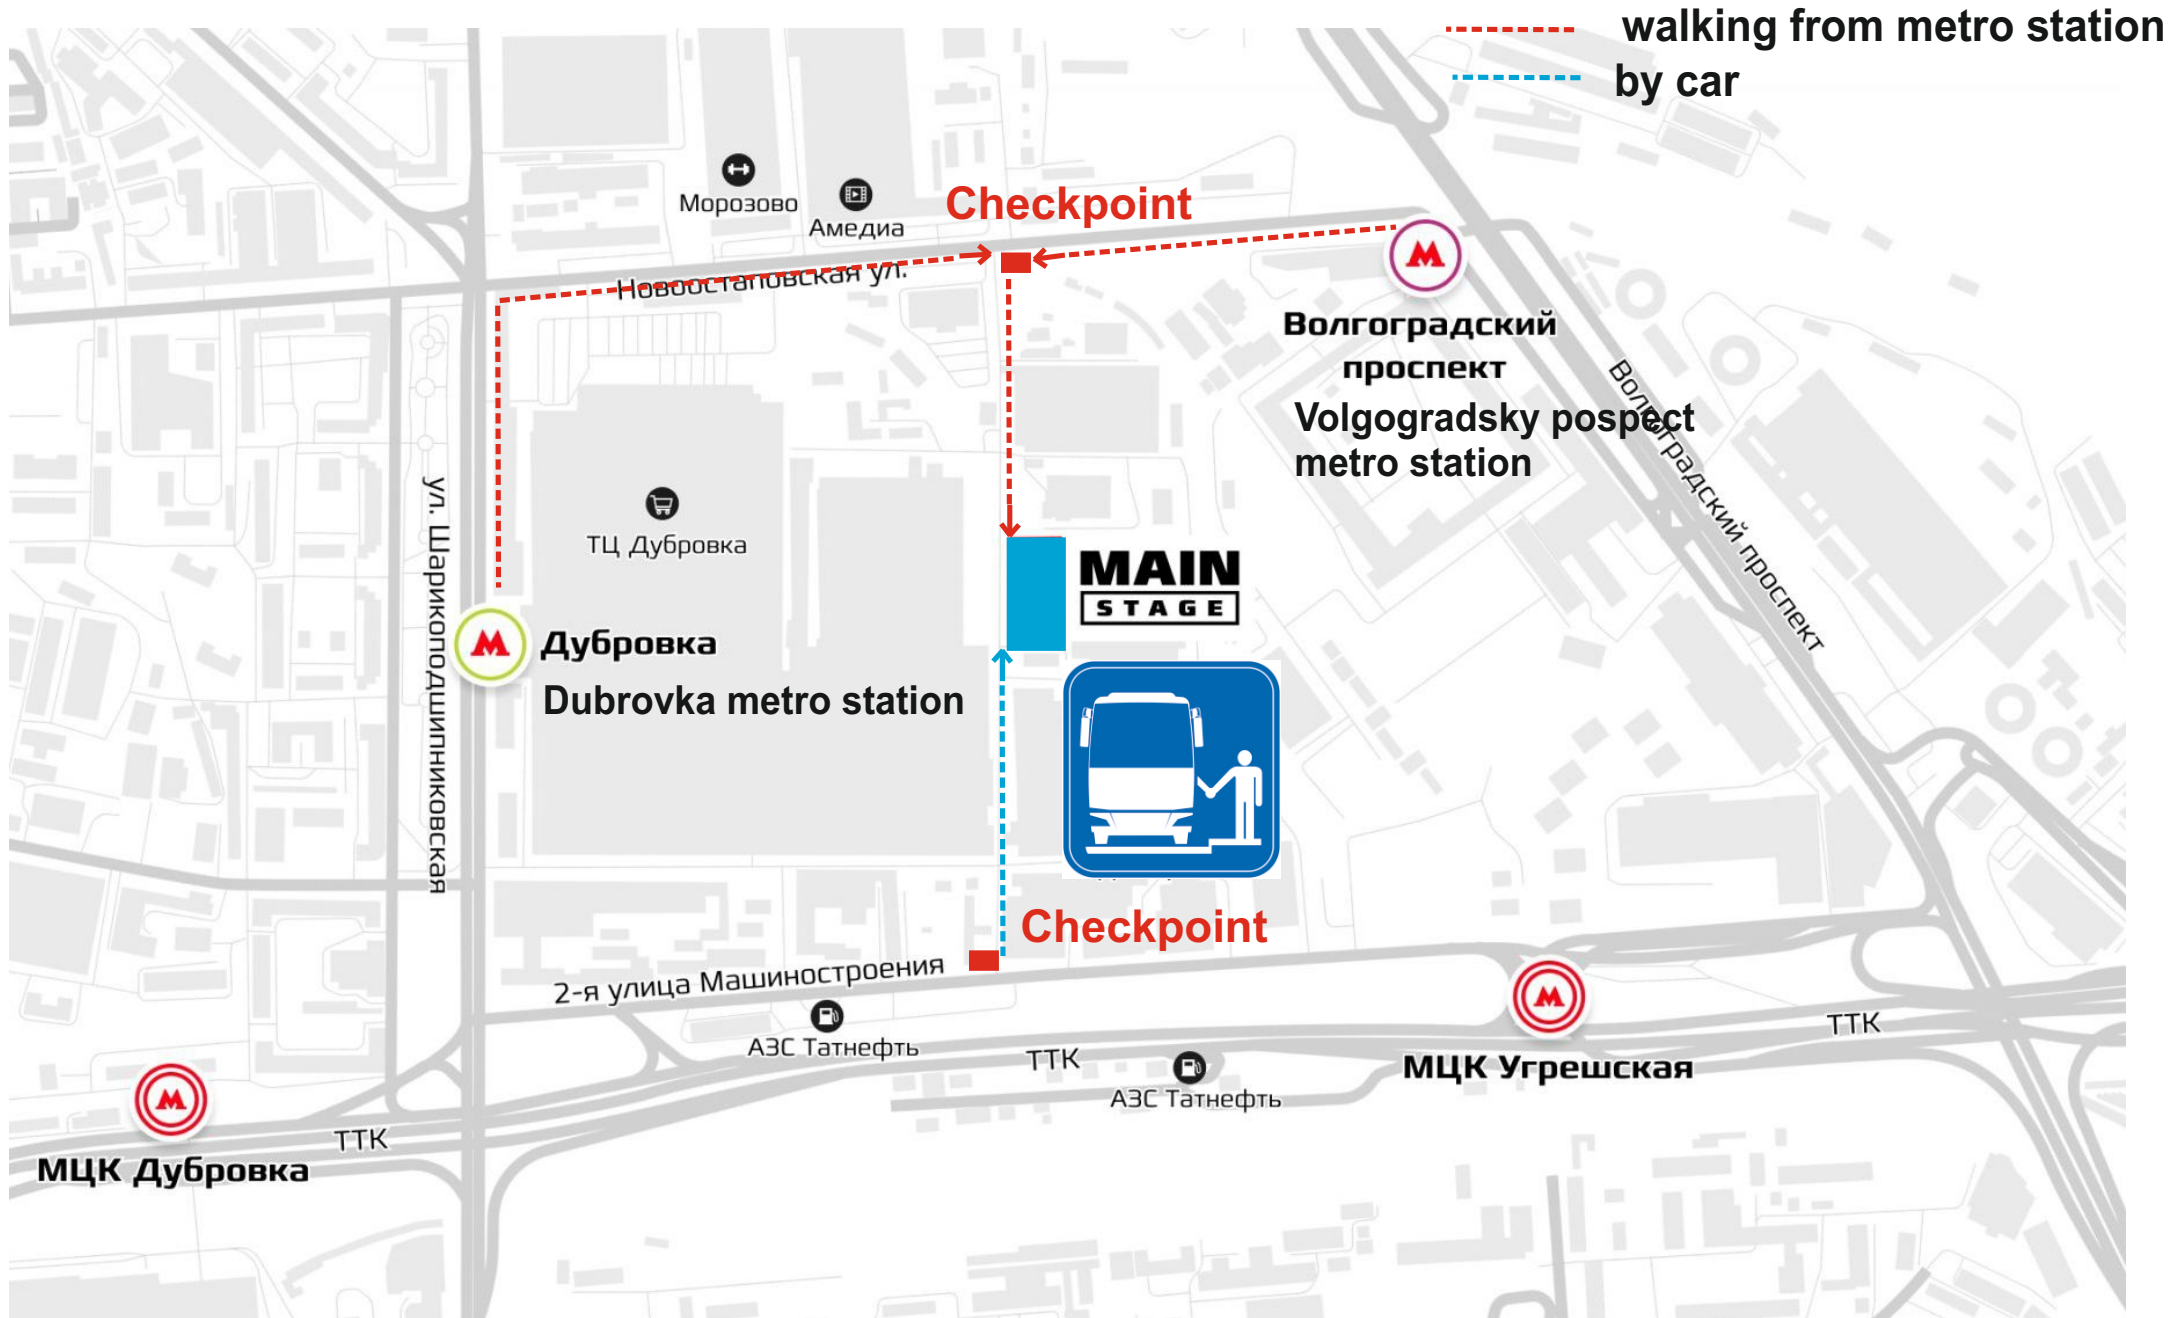 walking from metro station
by car
Морозово
Амедиа
Checkpoint
Новоостаповская ул.
Волгоградский
проспект
Volgogradsky pospect
metro station
Волгоградский проспект
ул. Шарикоподшипниковская
ТЦ Дубровка
MAIN
STAGE
Дубровка
Dubrovka metro station
Checkpoint
2-я улица Машиностроения
АЗС Татнефть
ТТК
АЗС Татнефть
МЦК Угрешская
ТТК
ТТК
МЦК Дубровка